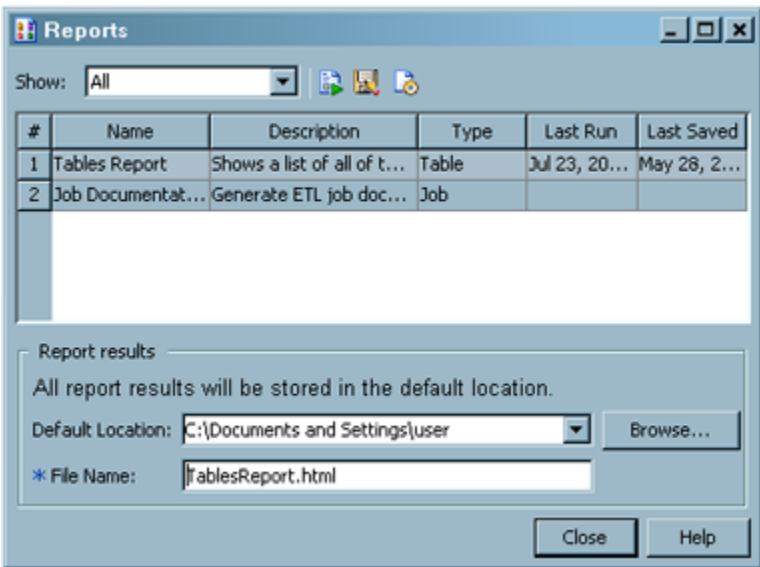 Reports
Show: All
# Name Description Type Last Run Last Saved
1 Tables Report Shows a list of all of t... Table Jul 23, 20... May 28, 2...
2 Job Documentat... Generate ETL job doc... Job
Report results
All report results will be stored in the default location.
Default Location: C:\Documents and Settings\user Browse...
* File Name: TablesReport.html
Close Help